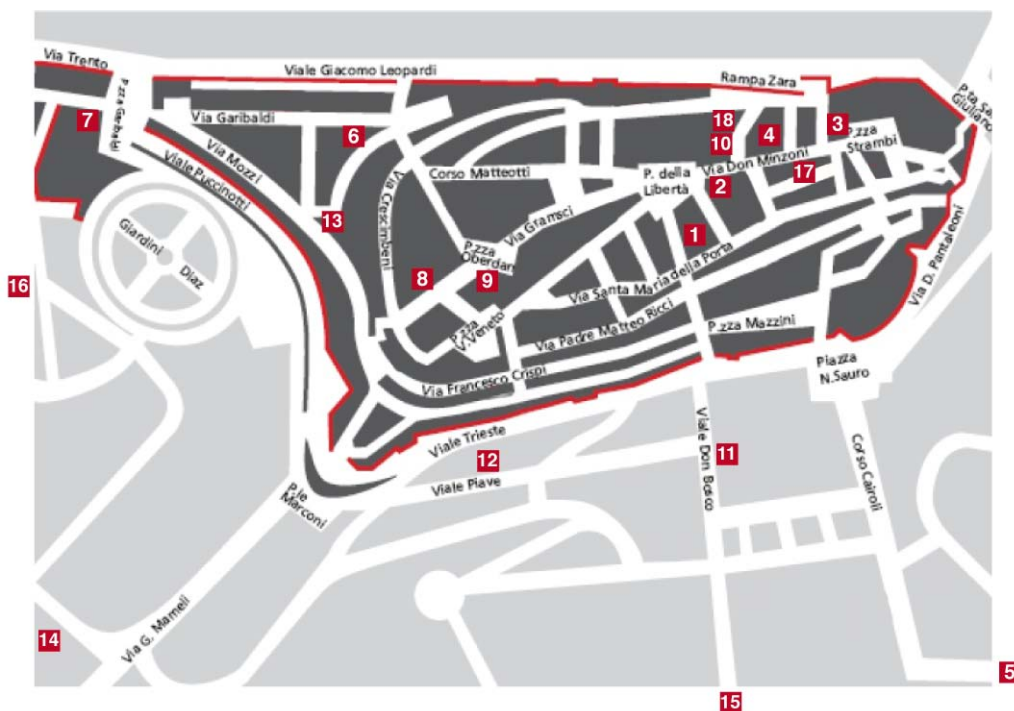 Via Trento
P.zza Garibaldi
Viale Giacomo Leopardi
Rampa Zara
P.ta San
Giuliano
7
Via Garibaldi
6
18
10
4
3
P.zza
Strambi
Via Mozzi
Viale Puccinotti
Via Crescimbeni
Corso Matteotti
P. della
Libertà
Via Don Minzoni
2
17
13
Via Gramsci
1
Giardini
Diaz
P.zza
Oberdan
8
9
Via Santa Maria della Porta
Via D. Pantaleoni
16
P.zza
V.Veneto
Via Padre Matteo Ricci
P.zza Mazzini
Via Francesco Crispi
Piazza
N.Sauro
Viale Trieste
12
Viale Don Bosco
11
Corso Cairoli
Viale Piave
P.le
Marconi
Via G. Mameli
14
5
15